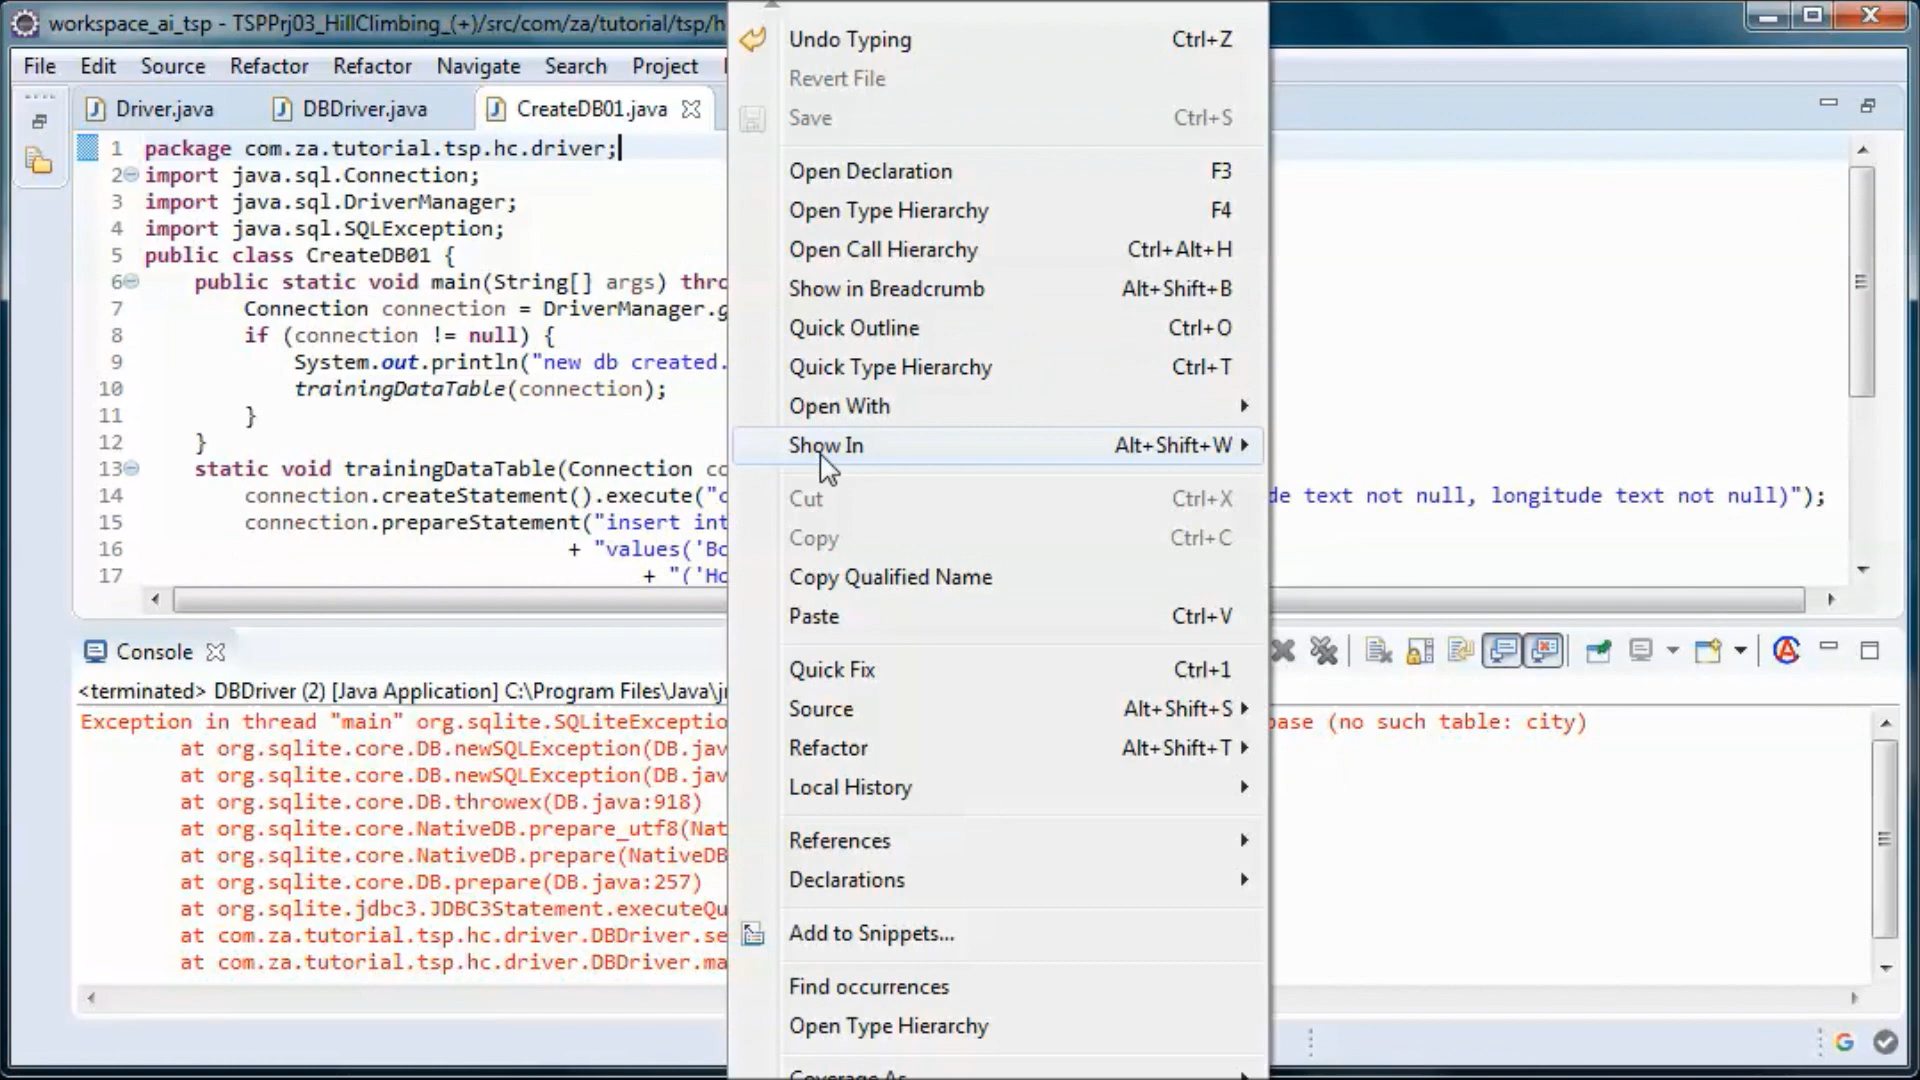 workspace_ai_tsp - TSPPrj03_HillClimbing_(+)/src/com/za/tutorial/tsp/h
File Edit Source Refactor Refactor Navigate Search Project
Driver.java DBDriver.java CreateDB01.java
1 package com.za.tutorial.tsp.hc.driver;
2 import java.sql.Connection;
3 import java.sql.DriverManager;
4 import java.sql.SQLException;
5 public class CreateDB01 {
6 public static void main(String[] args) thro
7 Connection connection = DriverManager.g
8 if (connection != null) {
9 System.out.println("new db created.
10 trainingDataTable(connection);
11 }
12 }
13 static void trainingDataTable(Connection co
14 connection.createStatement().execute("c
de text not null, longitude text not null)");
15 connection.prepareStatement("insert int
16 + "values('Bo
17 + "('Ho
Undo Typing Ctrl+Z
Revert File
Save Ctrl+S
Open Declaration F3
Open Type Hierarchy F4
Open Call Hierarchy Ctrl+Alt+H
Show in Breadcrumb Alt+Shift+B
Quick Outline Ctrl+O
Quick Type Hierarchy Ctrl+T
Open With
Show In Alt+Shift+W
Cut Ctrl+X
Copy Ctrl+C
Copy Qualified Name
Paste Ctrl+V
Quick Fix Ctrl+1
Source Alt+Shift+S
Refactor Alt+Shift+T
Local History
References
Declarations
Add to Snippets...
Find occurrences
Open Type Hierarchy
Coverage As
Console
<terminated> DBDriver (2) [Java Application] C:\Program Files\Java\jr
Exception in thread "main" org.sqlite.SQLiteExceptio
base (no such table: city)
at org.sqlite.core.DB.newSQLException(DB.jav
at org.sqlite.core.DB.newSQLException(DB.jav
at org.sqlite.core.DB.throwex(DB.java:918)
at org.sqlite.core.NativeDB.prepare_utf8(Nat
at org.sqlite.core.NativeDB.prepare(NativeDB
at org.sqlite.core.DB.prepare(DB.java:257)
at org.sqlite.jdbc3.JDBC3Statement.executeQu
at com.za.tutorial.tsp.hc.driver.DBDriver.se
at com.za.tutorial.tsp.hc.driver.DBDriver.ma